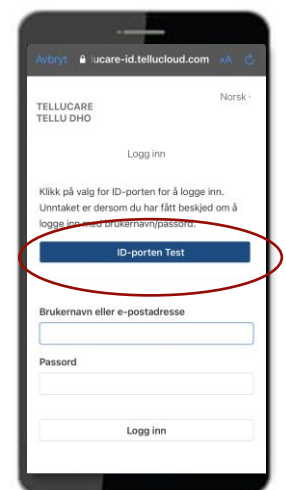 Avbryt ucare-id.tellucloud.com AA
TELLUCARE
TELLU DHO
Norsk
Logg inn
Klikk på valg for ID-porten for å logge inn.
Unntaket er dersom du har fått beskjed om å
logge inn med brukernavn/passord.
ID-porten Test
Brukernavn eller e-postadresse
Passord
Logg inn